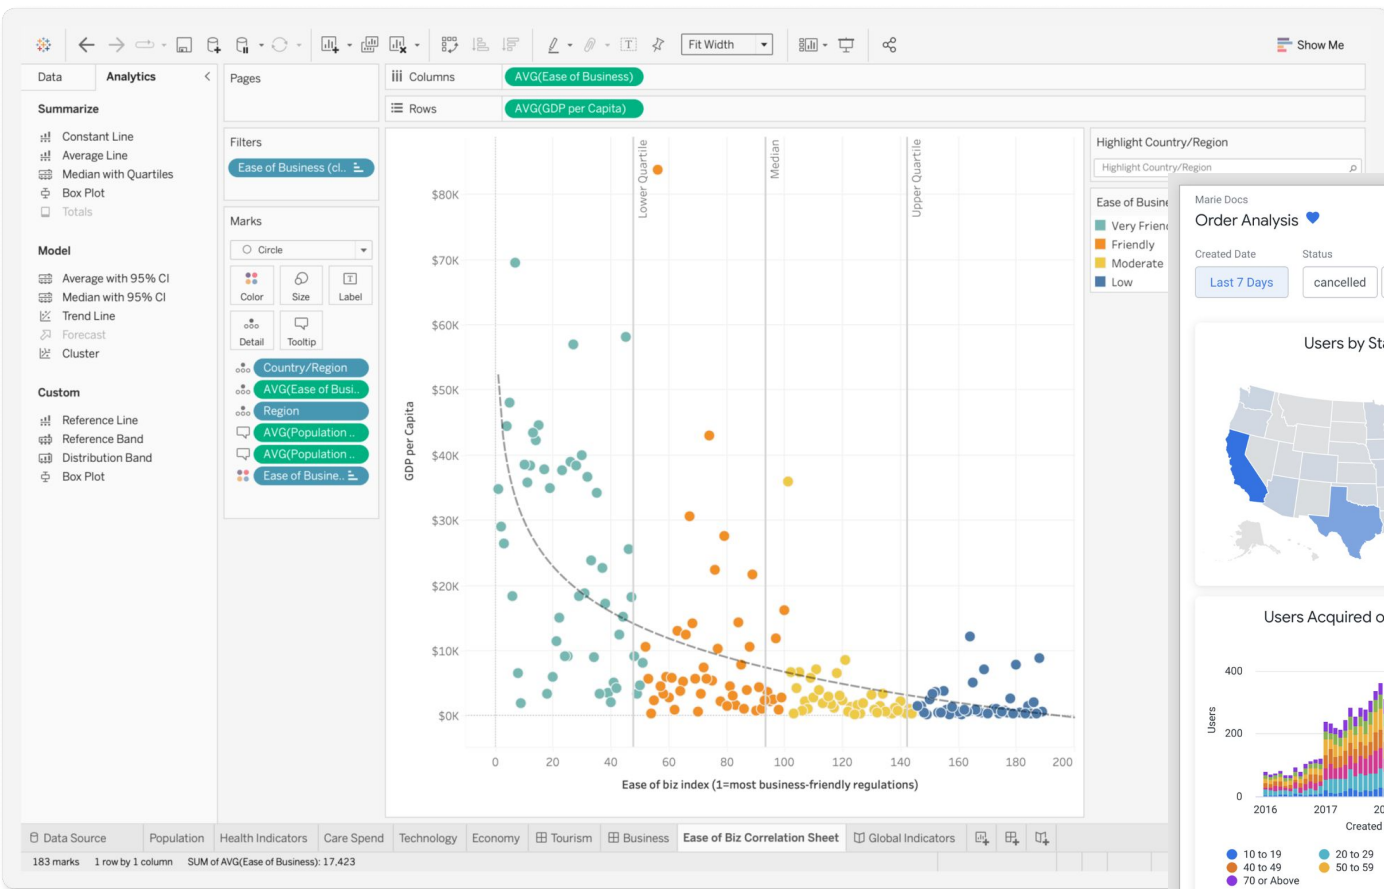 Fit Width
Show Me
Data
Analytics
Summarize
Constant Line
Average Line
Median with Quartiles
Box Plot
Totals
Model
Average with 95% CI
Median with 95% CI
Trend Line
Forecast
Cluster
Custom
Reference Line
Reference Band
Distribution Band
Box Plot
Pages
Filters
Ease of Business (cl..
Marks
Circle
Color
Size
Label
Detail
Tooltip
Country/Region
AVG(Ease of Busi..
Region
AVG(Population ..
AVG(Population ..
Ease of Busine..
Columns
AVG(Ease of Business)
Rows
AVG(GDP per Capita)
Lower Quartile
Median
Upper Quartile
GDP per Capita
$80K
$70K
$60K
$50K
$40K
$30K
$20K
$10K
$0K
0 20 40 60 80 100 120 140 160 180 200
Ease of biz index (1=most business-friendly regulations)
Highlight Country/Region
Highlight Country/Region
Ease of Busine
Very Frien
Friendly
Moderate
Low
Marie Docs
Order Analysis
Created Date Status
Last 7 Days cancelled
Users by Sta
Users Acquired o
Users
400
200
0
2016 2017 20
Created
10 to 19 20 to 29
40 to 49 50 to 59
70 or Above
Data Source Population Health Indicators Care Spend Technology Economy Tourism Business Ease of Biz Correlation Sheet Global Indicators
183 marks 1 row by 1 column SUM of AVG(Ease of Business): 17,423